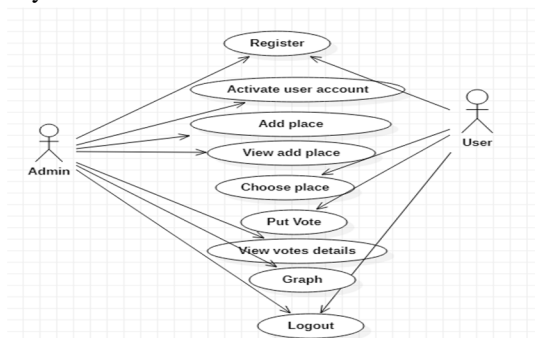 Register
Activate user account
Add place
View add place
Admin
User
Choose place
Put Vote
View votes details
Graph
Logout